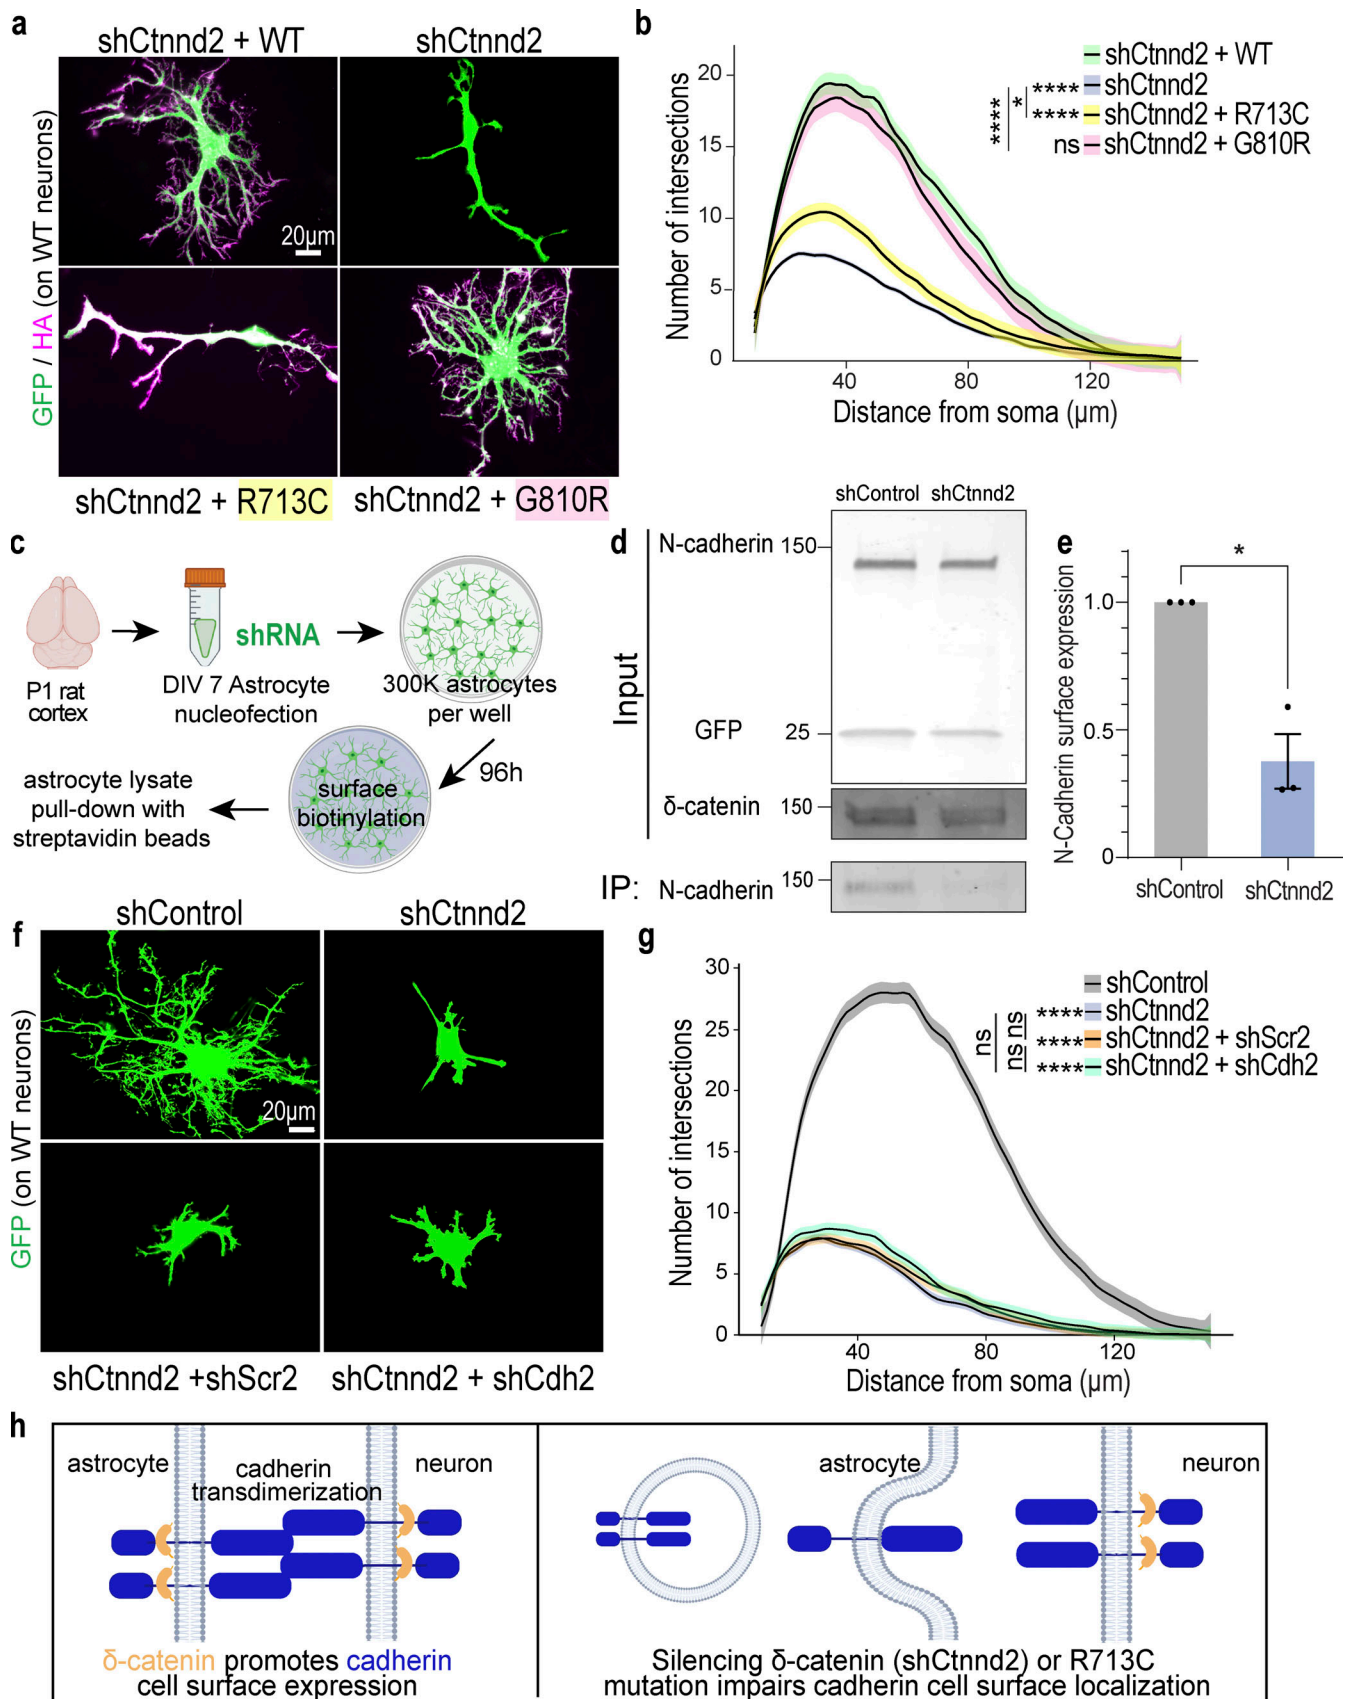 a
shCtnnd2 + WT
shCtnnd2
GFP / HA (on WT neurons)
20µm
shCtnnd2 + R713C
shCtnnd2 + G810R
b
Number of intersections
20
15
10
5
0
40
80
120
Distance from soma (µm)
shCtnnd2 + WT
**** shCtnnd2
**** * **** shCtnnd2 + R713C
ns shCtnnd2 + G810R
c
P1 rat
cortex
DIV 7 Astrocyte
nucleofection
shRNA
300K astrocytes
per well
96h
surface
biotinylation
astrocyte lysate
pull-down with
streptavidin beads
d
shControl shCtnnd2
Input
N-cadherin 150
GFP 25
δ-catenin 150
IP: N-cadherin 150
e
N-Cadherin surface expression
*
1.0
0.5
0
shControl
shCtnnd2
f
shControl
shCtnnd2
GFP (on WT neurons)
20µm
shCtnnd2 +shScr2
shCtnnd2 + shCdh2
g
Number of intersections
30
25
20
15
10
5
0
40
80
120
Distance from soma (µm)
shControl
**** shCtnnd2
ns ns **** shCtnnd2 + shScr2
ns **** shCtnnd2 + shCdh2
h
astrocyte
cadherin
transdimerization
neuron
δ-catenin promotes cadherin
cell surface expression
astrocyte
neuron
Silencing δ-catenin (shCtnnd2) or R713C
mutation impairs cadherin cell surface localization